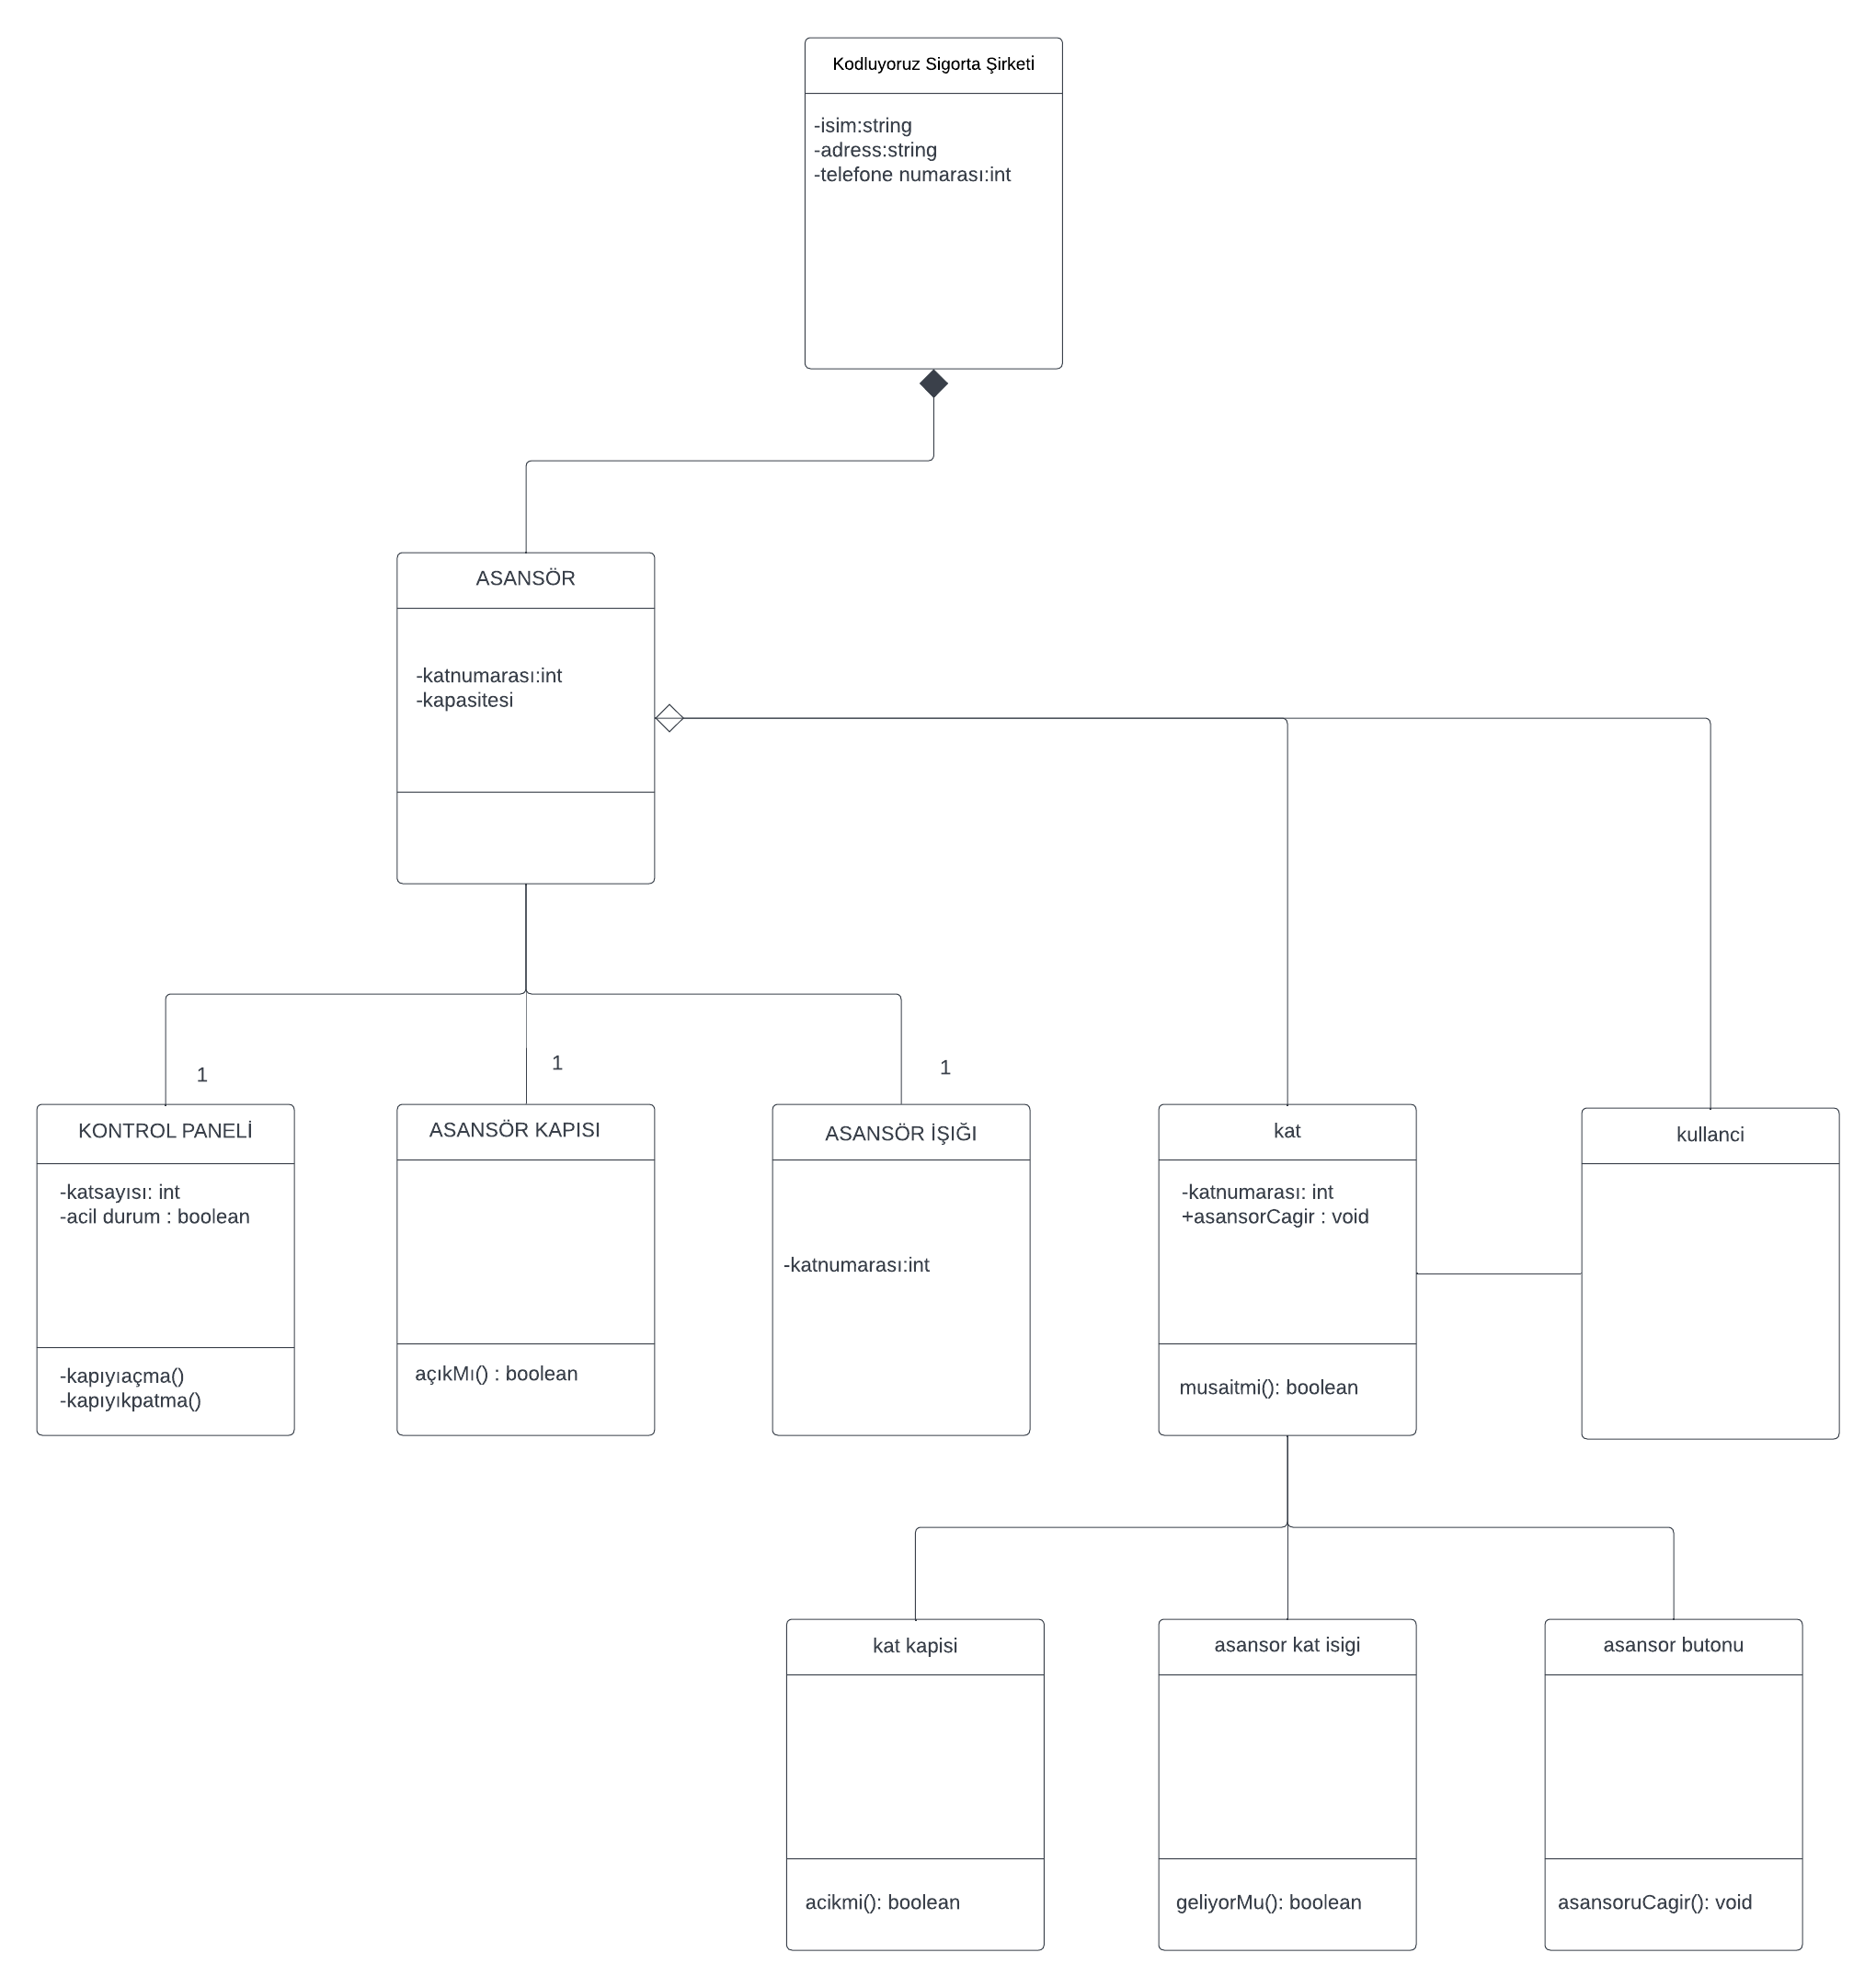 Kodluyoruz Sigorta Şirketİ
-isim:string
-adress:string
-telefone numarası:int
ASANSÖR
-katnumarası:int
-kapasitesi
1
1
1
KONTROL PANELİ
-katsayısı: int
-acil durum : boolean
-kapıyıaçma()
-kapıyıkpatma()
ASANSÖR KAPISI
açıkMı() : boolean
ASANSÖR İŞIĞI
-katnumarası:int
kat
-katnumarası: int
+asansorCagir : void
musaitmi(): boolean
kullanci
kat kapisi
acikmi(): boolean
asansor kat isigi
geliyorMu(): boolean
asansor butonu
asansoruCagir(): void